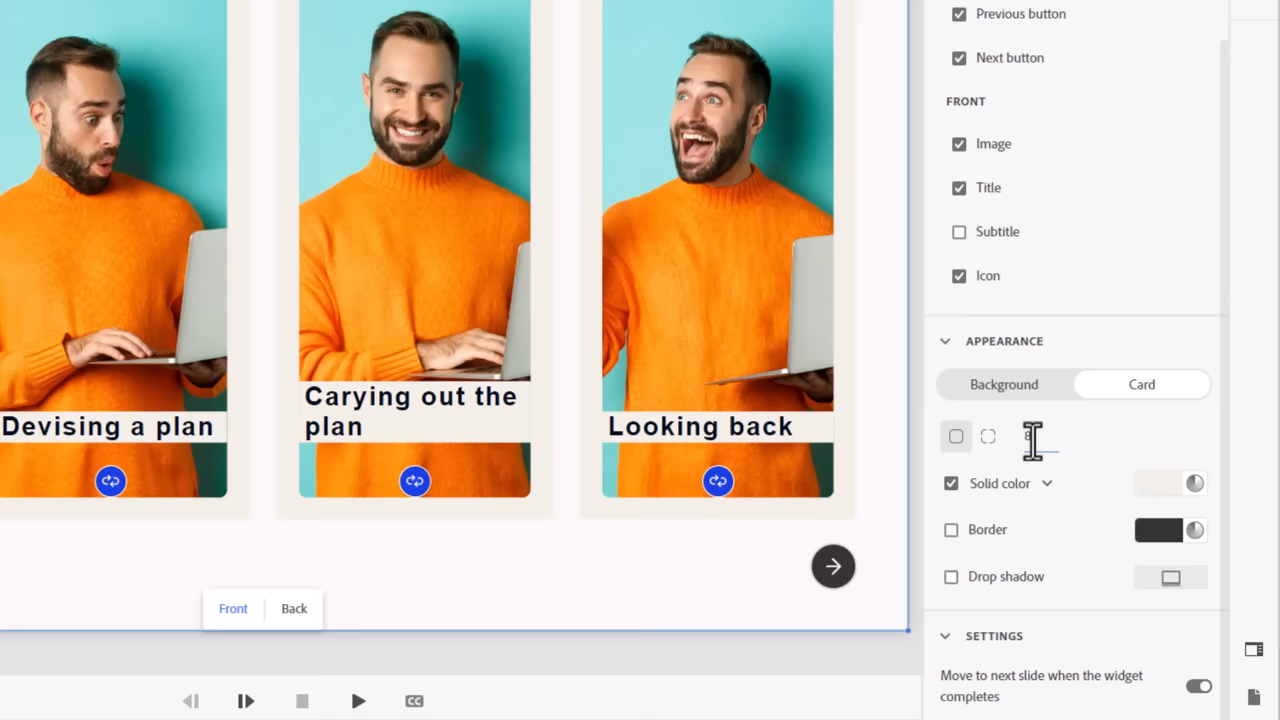 Devising a plan
Carying out the
plan
Looking back
Front
Back
CC
Previous button
Next button
FRONT
Image
Title
Subtitle
Icon
APPEARANCE
Background
Card
Solid color
Border
Drop shadow
SETTINGS
Move to next slide when the widget
completes